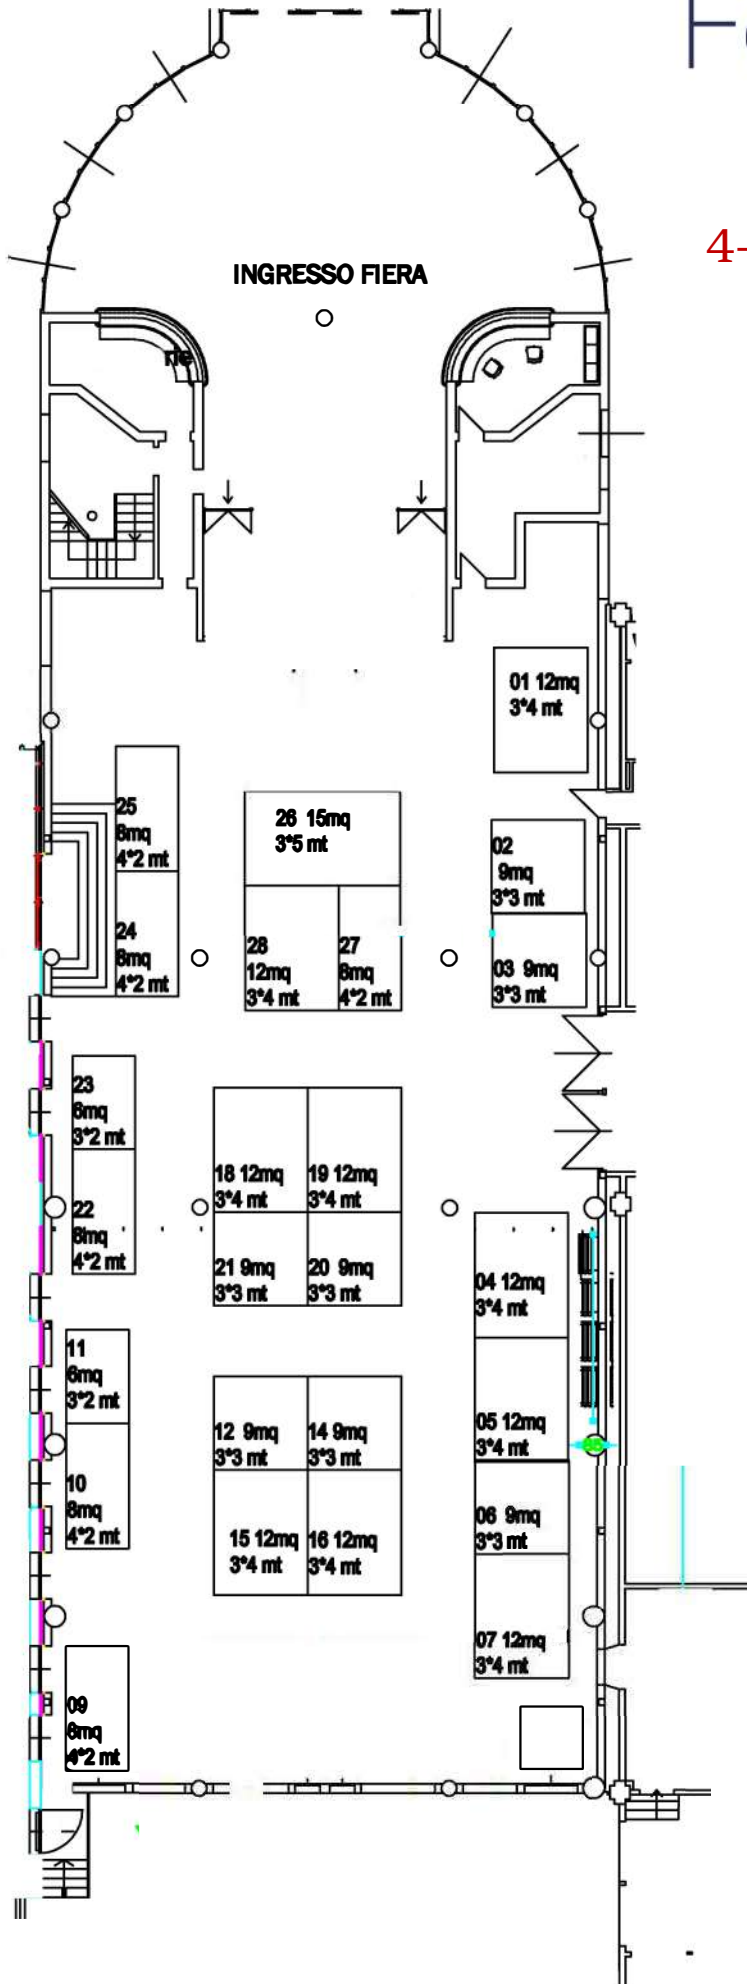 4-
INGRESSO FIERA
01 12mq
3*4 mt
25
8mq
4*2 mt
26 15mq
3*5 mt
02
9mq
3*3 mt
24
8mq
4*2 mt
28
12mq
3*4 mt
27
8mq
4*2 mt
03 9mq
3*3 mt
23
6mq
3*2 mt
18 12mq
3*4 mt
19 12mq
3*4 mt
22
8mq
4*2 mt
21 9mq
3*3 mt
20 9mq
3*3 mt
04 12mq
3*4 mt
11
6mq
3*2 mt
12 9mq
3*3 mt
14 9mq
3*3 mt
05 12mq
3*4 mt
10
8mq
4*2 mt
15 12mq
3*4 mt
16 12mq
3*4 mt
06 9mq
3*3 mt
07 12mq
3*4 mt
09
8mq
4*2 mt